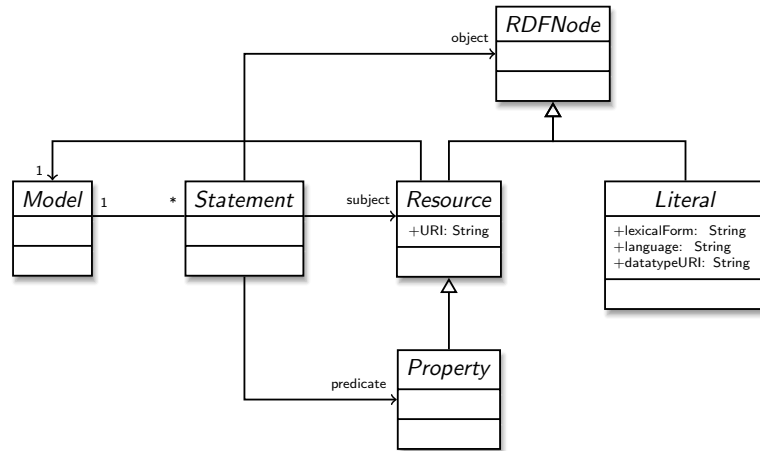 RDFNode
object
1
Model
1
*
Statement
subject
Resource
+URI: String
Literal
+lexicalForm: String
+language: String
+datatypeURI: String
predicate
Property